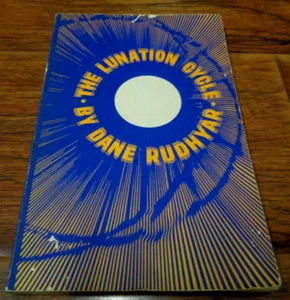 · THE LUNATION CYCLE ·
BY DANE RUDHYAR